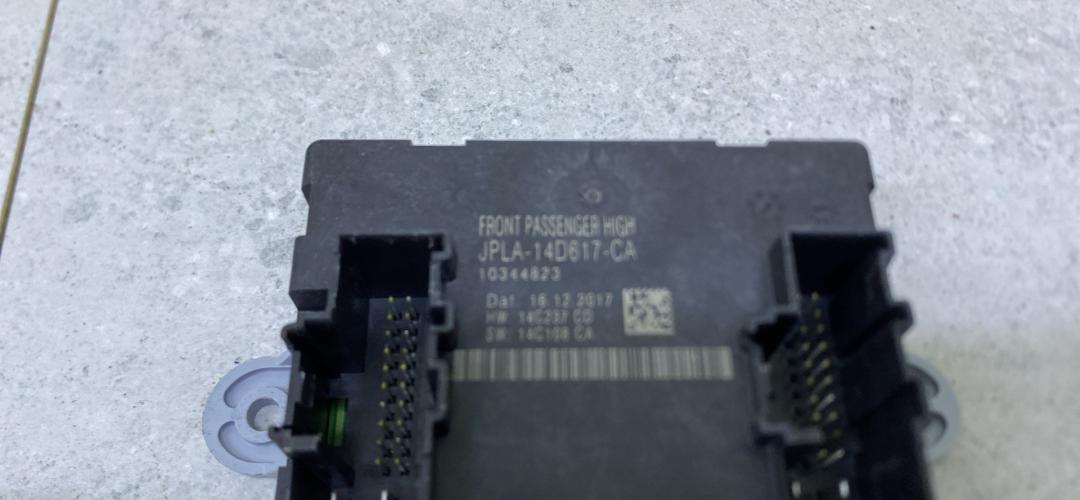 FRONT PASSENGER HIGH
JPLA-14D617-CA
10344823
Dat: 16.12.2017
HW: 14C237 CD
SW: 14C108 CA